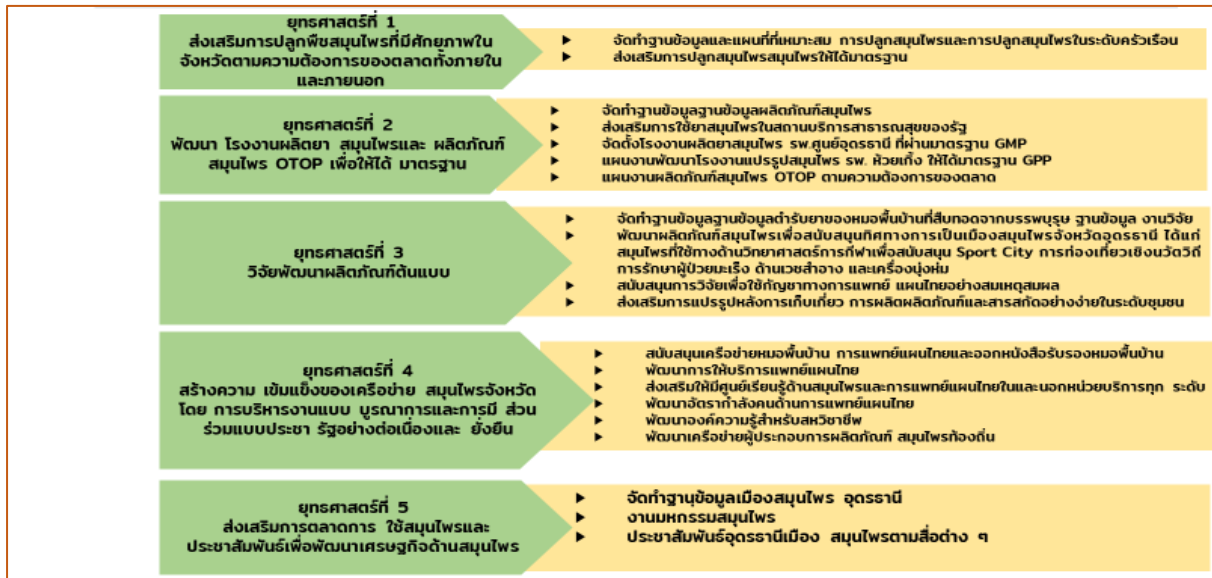 ยุทธศาสตร์ที่ 1
ส่งเสริมการปลูกพืชสมุนไพรที่มีศักยภาพใน
จังหวัดตามความต้องการของตลาดทั้งภายใน
และภายนอก
จัดทำฐานข้อมูลและแผนที่ที่เหมาะสม การปลูกสมุนไพรและการปลูกสมุนไพรในระดับครัวเรือน
ส่งเสริมการปลูกสมุนไพรสมุนไพรให้ได้มาตรฐาน
ยุทธศาสตร์ที่ 2
พัฒนา โรงงานผลิตยา สมุนไพรและ ผลิตภัณฑ์
สมุนไพร OTOP เพื่อให้ได้ มาตรฐาน
จัดทำฐานข้อมูลฐานข้อมูลผลิตภัณฑ์สมุนไพร
ส่งเสริมการใช้ยาสมุนไพรในสถานบริการสาธารณสุขของรัฐ
จัดตั้งโรงงานผลิตยาสมุนไพร รพ.ศูนย์อุดรธานี ที่ผ่านมาตรฐาน GMP
แผนงานพัฒนาโรงงานแปรรูปสมุนไพร รพ. ห้วยเกิ้ง ให้ได้มาตรฐาน GPP
แผนงานผลิตภัณฑ์สมุนไพร OTOP ตามความต้องการของตลาด
ยุทธศาสตร์ที่ 3
วิจัยพัฒนาผลิตภัณฑ์ต้นแบบ
จัดทำฐานข้อมูลฐานข้อมูลตำรับยาของหมอพื้นบ้านที่สืบทอดจากบรรพบุรุษ ฐานข้อมูล งานวิจัย
พัฒนาผลิตภัณฑ์สมุนไพรเพื่อสนับสนุนทิศทางการเป็นเมืองสมุนไพรจังหวัดอุดรธานี ได้แก่
สมุนไพรที่ใช้ทางด้านวิทยาศาสตร์การกีฬาเพื่อสนับสนุน Sport City การท่องเที่ยวเชิงนวัตวิถี
การรักษาผู้ป่วยมะเร็ง ด้านเวชสำอาง และเครื่องนุ่งห่ม
สนับสนุนการวิจัยเพื่อใช้กัญชาทางการแพทย์ แผนไทยอย่างสมเหตุสมผล
ส่งเสริมการแปรรูปหลังการเก็บเกี่ยว การผลิตผลิตภัณฑ์และสารสกัดอย่างง่ายในระดับชุมชน
ยุทธศาสตร์ที่ 4
สร้างความ เข้มแข็งของเครือข่าย สมุนไพรจังหวัด
โดย การบริหารงานแบบ บูรณาการและการมี ส่วน
ร่วมแบบประชา รัฐอย่างต่อเนื่องและ ยั่งยืน
สนับสนุนเครือข่ายหมอพื้นบ้าน การแพทย์แผนไทยและออกหนังสือรับรองหมอพื้นบ้าน
พัฒนาการให้บริการแพทย์แผนไทย
ส่งเสริมให้มีศูนย์เรียนรู้ด้านสมุนไพรและการแพทย์แผนไทยในและนอกหน่วยบริการทุก ระดับ
พัฒนาอัตรากำลังคนด้านการแพทย์แผนไทย
พัฒนาองค์ความรู้สำหรับสหวิชาชีพ
พัฒนาเครือข่ายผู้ประกอบการผลิตภัณฑ์ สมุนไพรท้องถิ่น
ยุทธศาสตร์ที่ 5
ส่งเสริมการตลาดการ ใช้สมุนไพรและ
ประชาสัมพันธ์เพื่อพัฒนาเศรษฐกิจด้านสมุนไพร
จัดทำฐานข้อมูลเมืองสมุนไพร อุดรธานี
งานมหกรรมสมุนไพร
ประชาสัมพันธ์อุดรธานีเมือง สมุนไพรตามสื่อต่าง ๆ